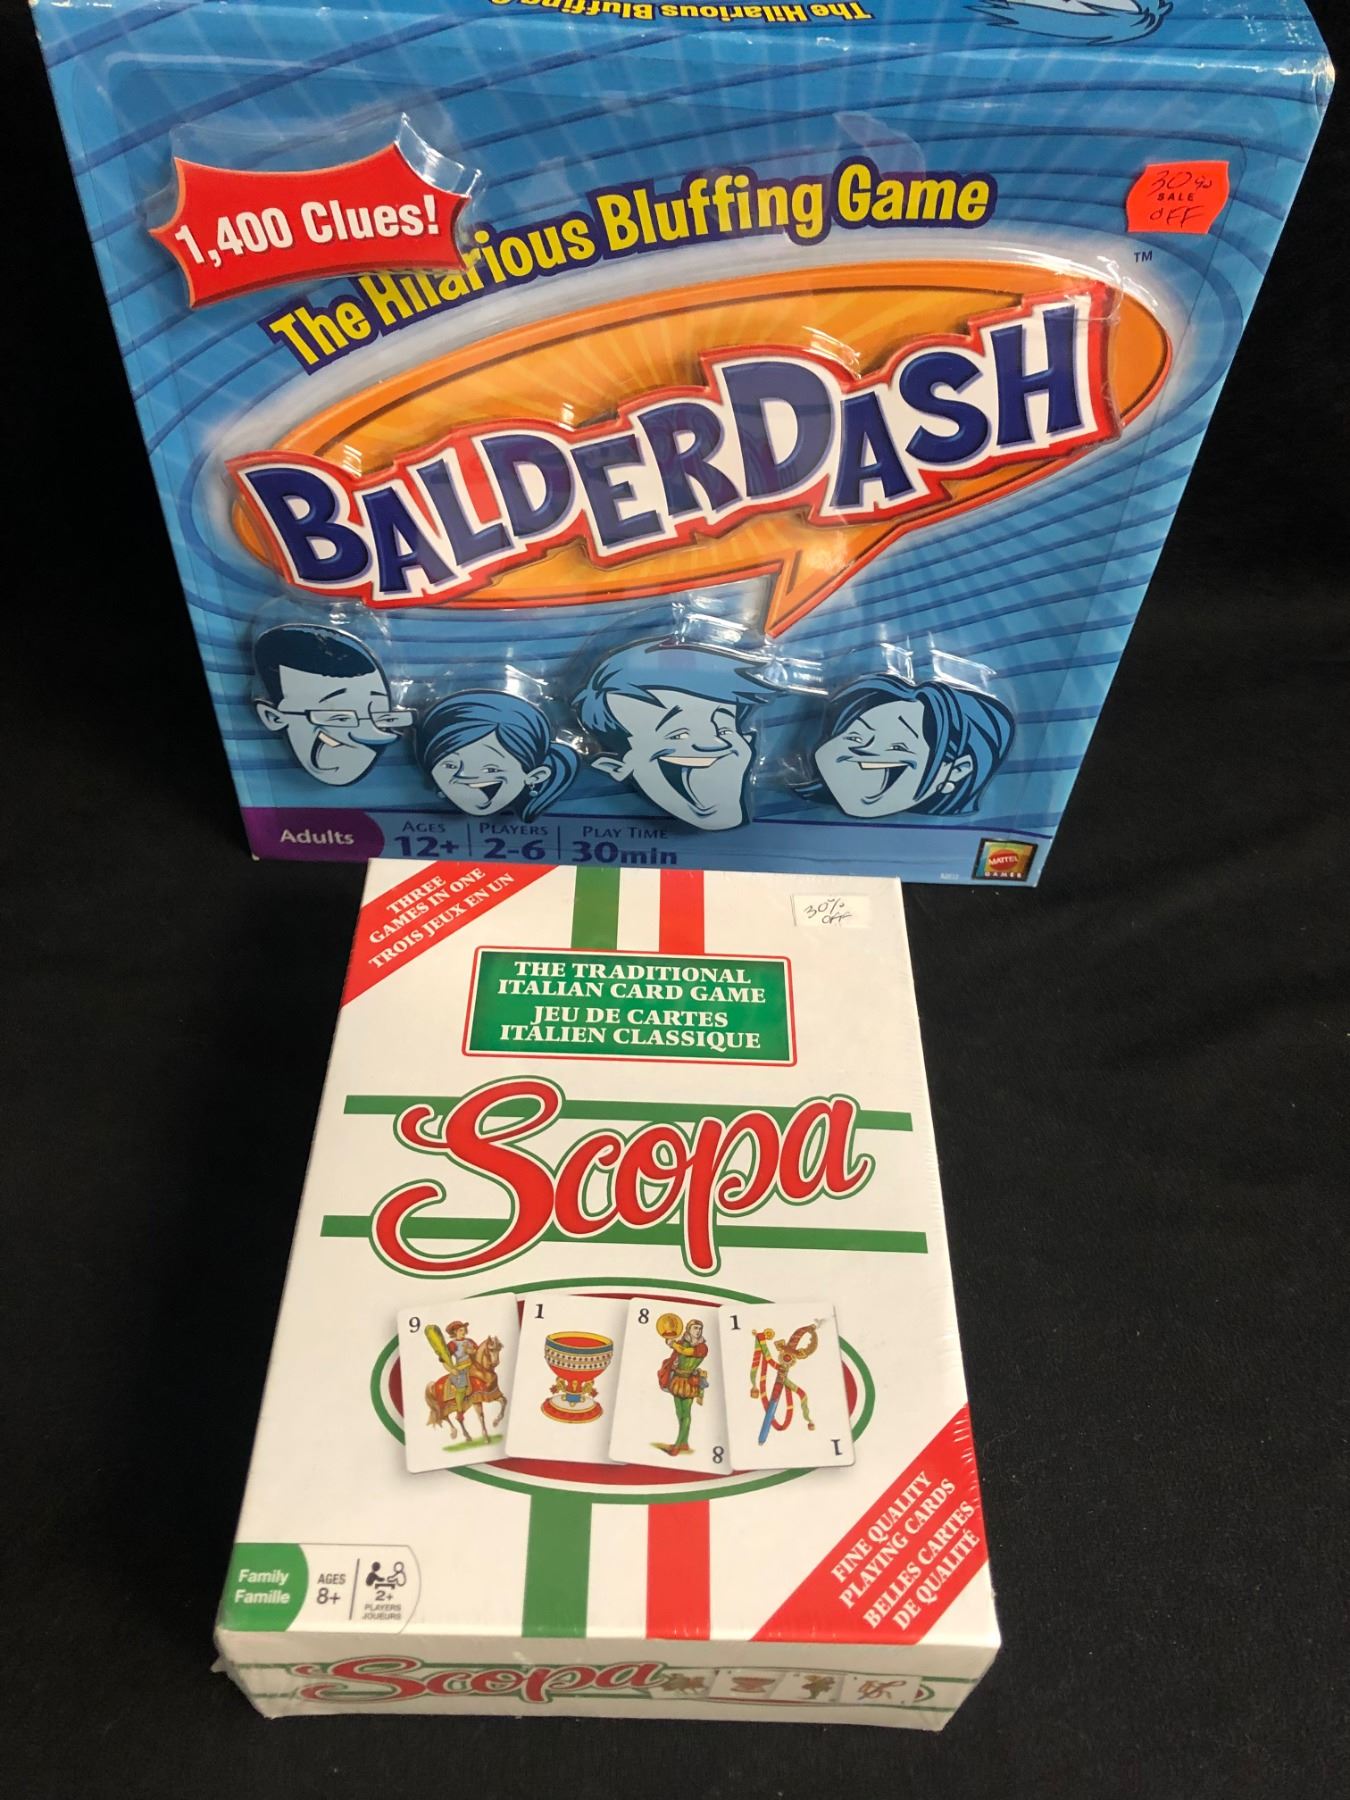 The Hilarious Bluffing
1,400 Clues!
The Hilarious Bluffing Game
30%
SALE
OFF
TM
BALDERDASH
Adults
AGES
12+
PLAYERS
2-6
PLAY TIME
30min
MATTEL
GAMES
THREE
GAMES IN ONE
TROIS JEUX EN UN
30%
OFF
THE TRADITIONAL
ITALIAN CARD GAME
JEU DE CARTES
ITALIEN CLASSIQUE
Scopa
9
1
8
8
1
1
FINE QUALITY
PLAYING CARDS
BELLES CARTES
DE QUALITÉ
Family
Famille
AGES
8+
2+
PLAYERS
JOUEURS
Scopa